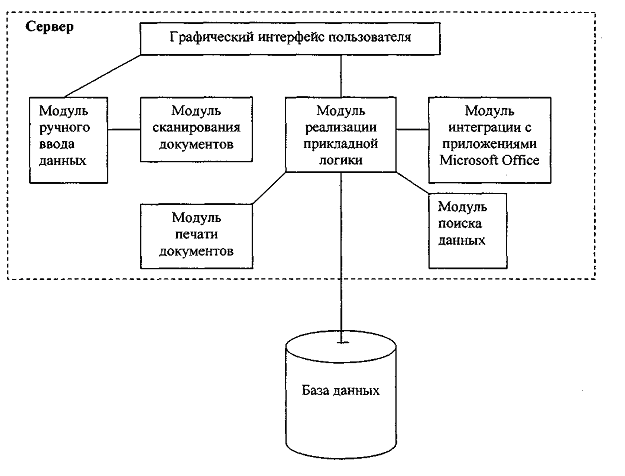 Сервер
Графический интерфейс пользователя
Модуль
ручного
ввода
данных
Модуль
сканирования
документов
Модуль
реализации
прикладной
логики
Модуль
интеграции с
приложениями
Microsoft Office
Модуль
печати
документов
Модуль
поиска
данных
База данных